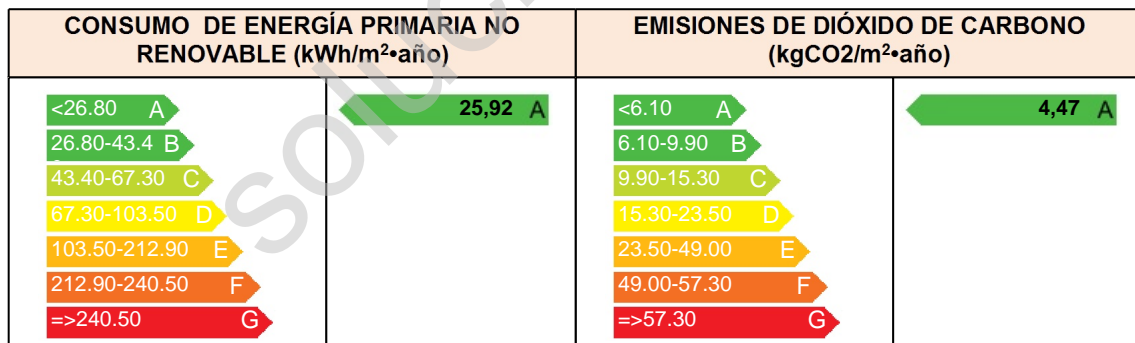 CONSUMO DE ENERGÍA PRIMARIA NO
RENOVABLE (kWh/m²•año)
EMISIONES DE DIÓXIDO DE CARBONO
(kgCO2/m²•año)
<26.80 A
26.80-43.4 B
43.40-67.30 C
67.30-103.50 D
103.50-212.90 E
212.90-240.50 F
=>240.50 G
25,92 A
<6.10 A
6.10-9.90 B
9.90-15.30 C
15.30-23.50 D
23.50-49.00 E
49.00-57.30 F
=>57.30 G
4,47 A
soluc